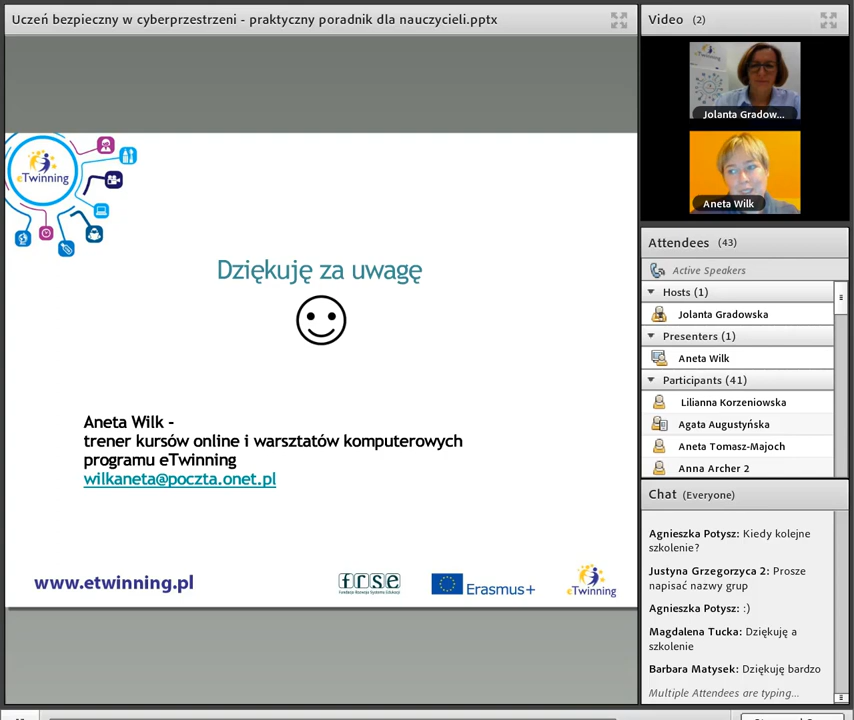 Uczeń bezpieczny w cyberprzestrzeni - praktyczny poradnik dla nauczycieli.pptx
eTwinning
Dziękuję za uwagę
Aneta Wilk -
trener kursów online i warsztatów komputerowych
programu eTwinning
wilkaneta@poczta.onet.pl
www.etwinning.pl
frse
Fundacja Rozwoju Systemu Edukacji
Erasmus+
eTwinning
Video (2)
Jolanta Gradow...
Aneta Wilk
Attendees (43)
Active Speakers
Hosts (1)
Jolanta Gradowska
Presenters (1)
Aneta Wilk
Participants (41)
Lilianna Korzeniowska
Agata Augustyńska
Aneta Tomasz-Majoch
Anna Archer 2
Chat (Everyone)
Agnieszka Potysz: Kiedy kolejne
szkolenie?
Justyna Grzegorzyca 2: Prosze
napisać nazwy grup
Agnieszka Potysz: :)
Magdalena Tucka: Dziękuję a
szkolenie
Barbara Matysek: Dziękuję bardzo
Multiple Attendees are typing...